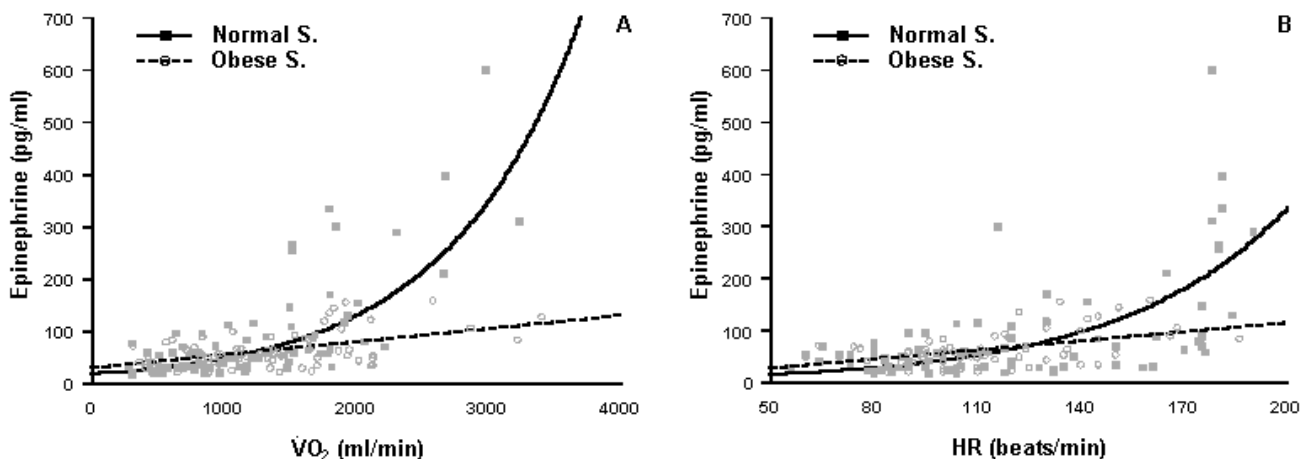 700
600
500
400
300
200
100
0
Epinephrine (pg/ml)
Normal S.
Obese S.
A
0 1000 2000 3000 4000
V̇O₂ (ml/min)
700
600
500
400
300
200
100
0
Epinephrine (pg/ml)
Normal S.
Obese S.
B
50 80 110 140 170 200
HR (beats/min)